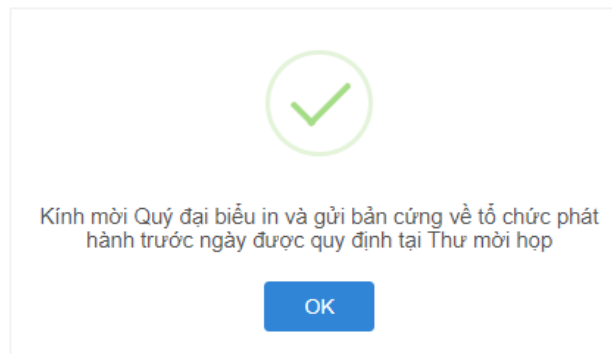 Kính mời Quý đại biểu in và gửi bản cứng về tổ chức phát
hành trước ngày được quy định tại Thư mời họp
OK